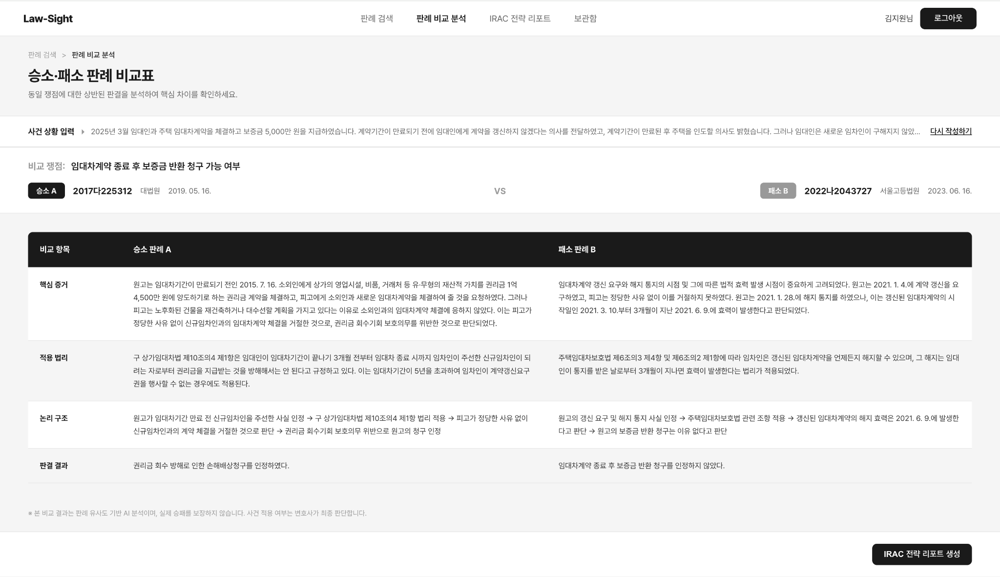 Law-Sight
판례 검색
판례 비교 분석
IRAC 전략 리포트
보관함
김지원님
로그아웃
판례 검색 > 판례 비교 분석
승소·패소 판례 비교표
동일 쟁점에 대한 상반된 판결을 분석하여 핵심 차이를 확인하세요.
사건 상황 입력
2025년 3월 임대인과 주택 임대차계약을 체결하고 보증금 5,000만 원을 지급하였습니다. 계약기간이 만료되기 전에 임대인에게 계약을 갱신하지 않겠다는 의사를 전달하였고, 계약기간이 만료된 후 주택을 인도할 의사도 밝혔습니다. 그러나 임대인은 새로운 임차인이 구해지지 않았...
다시 작성하기
비교 쟁점: 임대차계약 종료 후 보증금 반환 청구 가능 여부
승소 A 2017다225312 대법원 2019. 05. 16.
VS
패소 B 2022나2043727 서울고등법원 2023. 06. 16.
비교 항목
승소 판례 A
패소 판례 B
핵심 증거
원고는 임대차기간이 만료되기 전인 2015. 7. 16. 소외인에게 상가의 영업시설, 비품, 거래처 등 유·무형의 재산적 가치를 권리금 1억
4,500만 원에 양도하기로 하는 권리금 계약을 체결하고, 피고에게 소외인과 새로운 임대차계약을 체결하여 줄 것을 요청하였다. 그러나
피고는 노후화된 건물을 재건축하거나 대수선할 계획을 가지고 있다는 이유로 소외인과의 임대차계약 체결에 응하지 않았다. 이는 피고가
정당한 사유 없이 신규임차인과의 임대차계약 체결을 거절한 것으로, 권리금 회수기회 보호의무를 위반한 것으로 판단되었다.
임대차계약 갱신 요구와 해지 통지의 시점 및 그에 따른 법적 효력 발생 시점이 중요하게 고려되었다. 원고는 2021. 1. 4.에 계약 갱신을 요
구하였고, 피고는 정당한 사유 없이 이를 거절하지 못하였다. 원고는 2021. 1. 28.에 해지 통지를 하였으나, 이는 갱신된 임대차계약의 시
작일인 2021. 3. 10.부터 3개월이 지난 2021. 6. 9.에 효력이 발생한다고 판단되었다.
적용 법리
구 상가임대차법 제10조의4 제1항은 임대인이 임대차기간이 끝나기 3개월 전부터 임대차 종료 시까지 임차인이 주선한 신규임차인이 되
려는 자로부터 권리금을 지급받는 것을 방해해서는 안 된다고 규정하고 있다. 이는 임대차기간이 5년을 초과하여 임차인이 계약갱신요구
권을 행사할 수 없는 경우에도 적용된다.
주택임대차보호법 제6조의3 제4항 및 제6조의2 제1항에 따라 임차인은 갱신된 임대차계약을 언제든지 해지할 수 있으며, 그 해지는 임대
인이 통지를 받은 날로부터 3개월이 지나면 효력이 발생한다는 법리가 적용되었다.
논리 구조
원고가 임대차기간 만료 전 신규임차인을 주선한 사실 인정 → 구 상가임대차법 제10조의4 제1항 법리 적용 → 피고가 정당한 사유 없이
신규임차인과의 계약 체결을 거절한 것으로 판단 → 권리금 회수기회 보호의무 위반으로 원고의 청구 인정
원고의 갱신 요구 및 해지 통지 사실 인정 → 주택임대차보호법 관련 조항 적용 → 갱신된 임대차계약의 해지 효력은 2021. 6. 9.에 발생한
다고 판단 → 원고의 보증금 반환 청구는 이유 없다고 판단
판결 결과
권리금 회수 방해로 인한 손해배상청구를 인정하였다.
임대차계약 종료 후 보증금 반환 청구를 인정하지 않았다.
※ 본 비교 결과는 판례 유사도 기반 AI 분석이며, 실제 승패를 보장하지 않습니다. 사건 적용 여부는 변호사가 최종 판단합니다.
IRAC 전략 리포트 생성